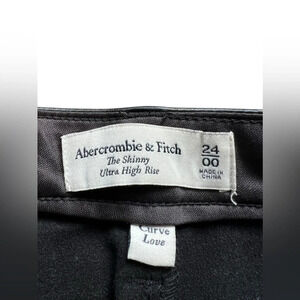 Abercrombie & Fitch
The Skinny
Ultra High Rise
24
00
MADE IN
CHINA
Curve
Love